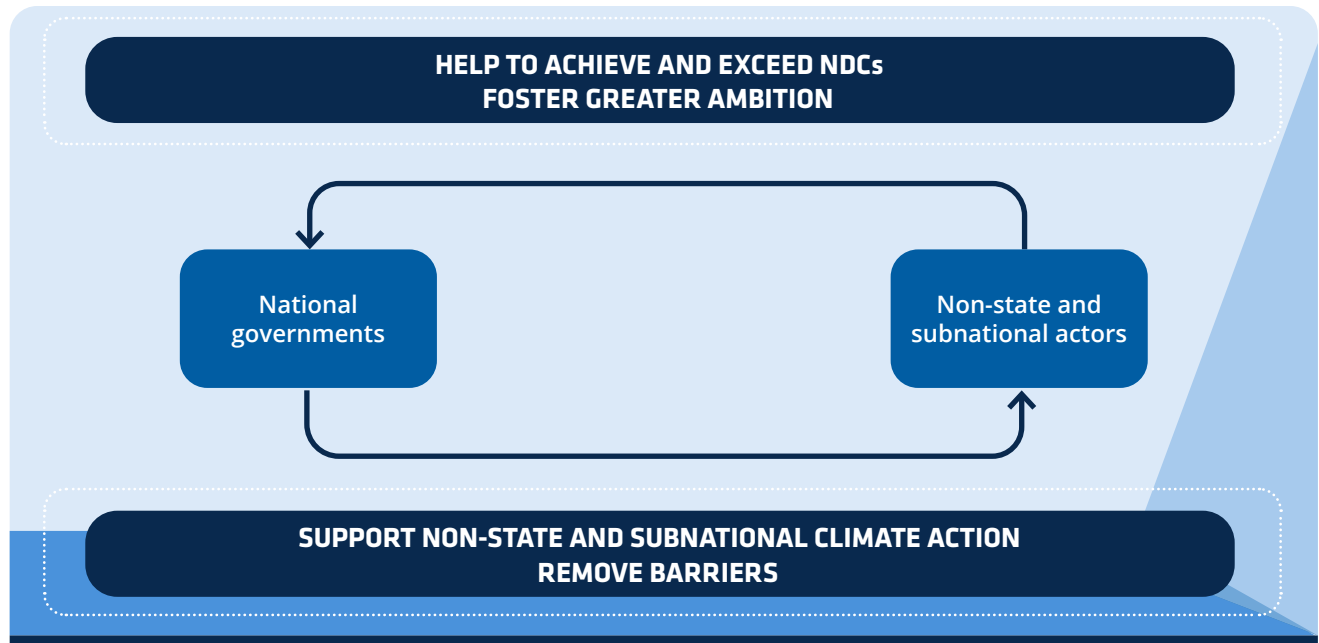 HELP TO ACHIEVE AND EXCEED NDCs
FOSTER GREATER AMBITION
National
governments
Non-state and
subnational actors
SUPPORT NON-STATE AND SUBNATIONAL CLIMATE ACTION
REMOVE BARRIERS